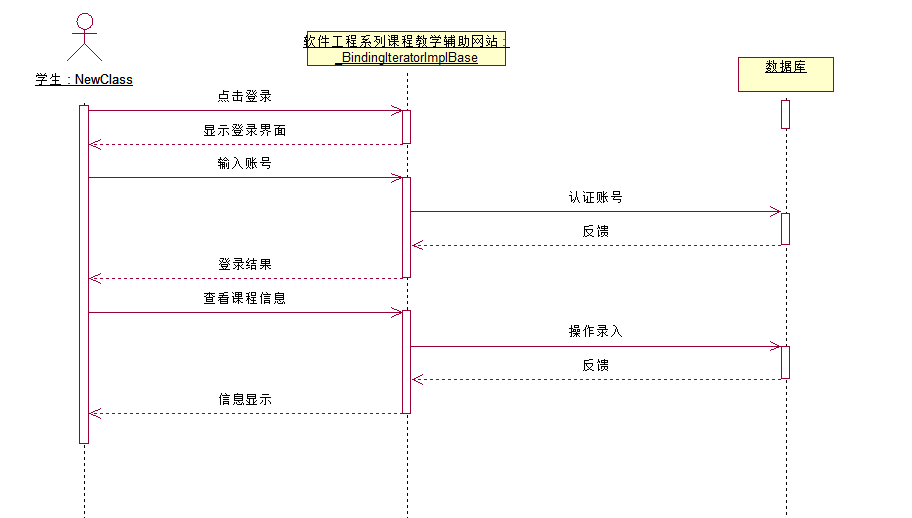 软件工程系列课程教学辅助网站 :
_BindingIteratorImplBase
数据库
学生 : NewClass
点击登录
显示登录界面
输入账号
认证账号
反馈
登录结果
查看课程信息
操作录入
反馈
信息显示